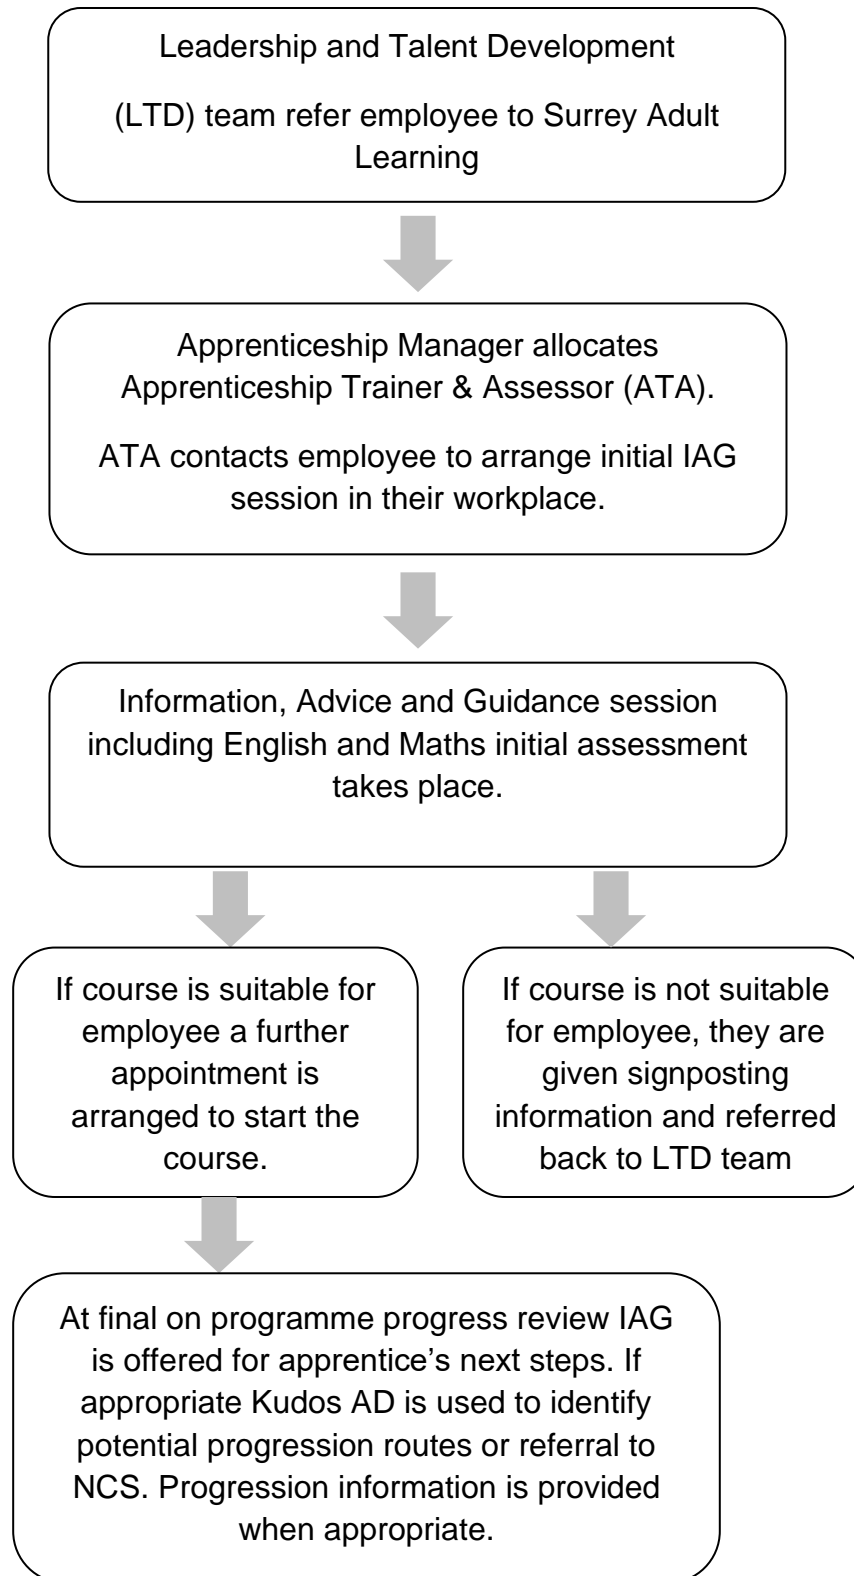 Leadership and Talent Development
(LTD) team refer employee to Surrey Adult
Learning
Apprenticeship Manager allocates
Apprenticeship Trainer & Assessor (ATA).
ATA contacts employee to arrange initial IAG
session in their workplace.
Information, Advice and Guidance session
including English and Maths initial assessment
takes place.
If course is suitable for
employee a further
appointment is
arranged to start the
course.
If course is not suitable
for employee, they are
given signposting
information and referred
back to LTD team
At final on programme progress review IAG
is offered for apprentice's next steps. If
appropriate Kudos AD is used to identify
potential progression routes or referral to
NCS. Progression information is provided
when appropriate.